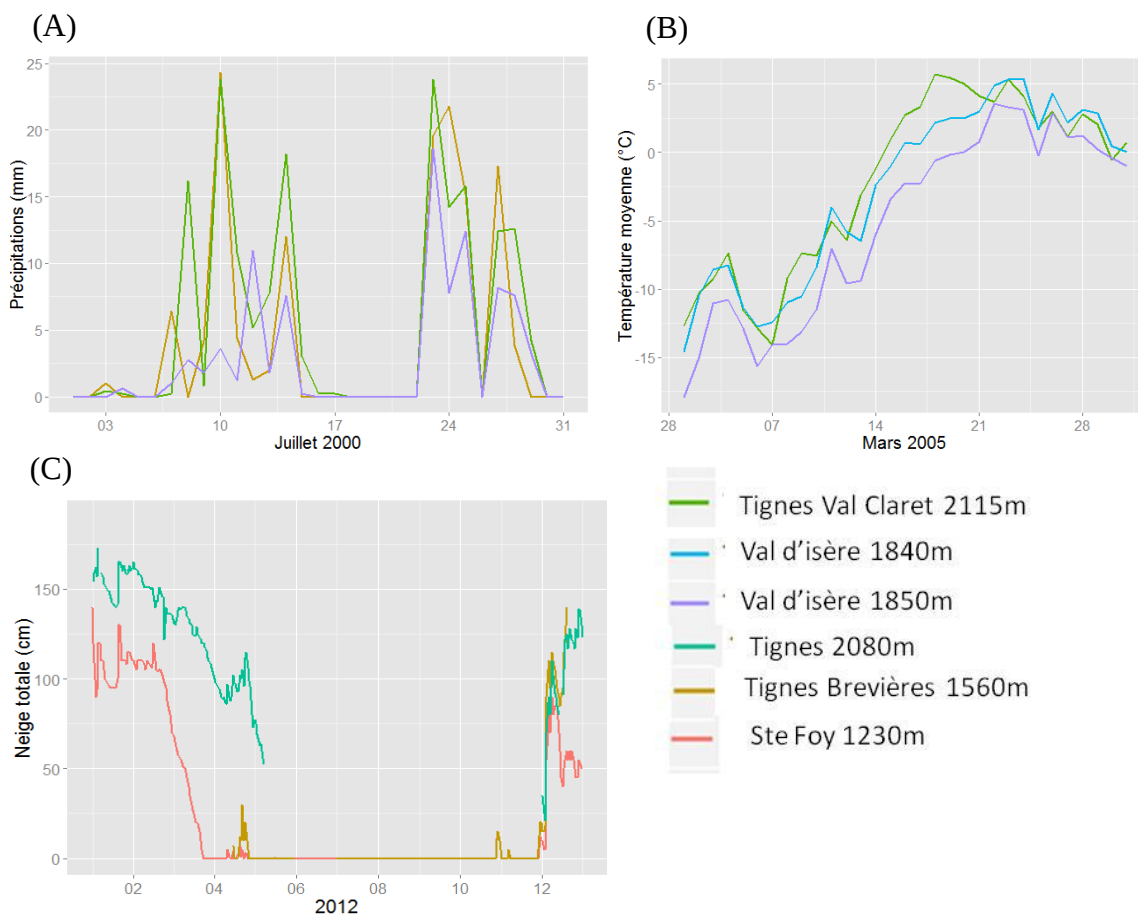 (A)
Précipitations (mm)
25
20
15
10
5
0
03
10
17
24
31
Juillet 2000
(B)
Température moyenne (°C)
5
0
-5
-10
-15
28
07
14
21
28
Mars 2005
(C)
Neige totale (cm)
150
100
50
0
02
04
06
08
10
12
2012
Tignes Val Claret 2115m
Val d'isère 1840m
Val d'isère 1850m
Tignes 2080m
Tignes Brevières 1560m
Ste Foy 1230m